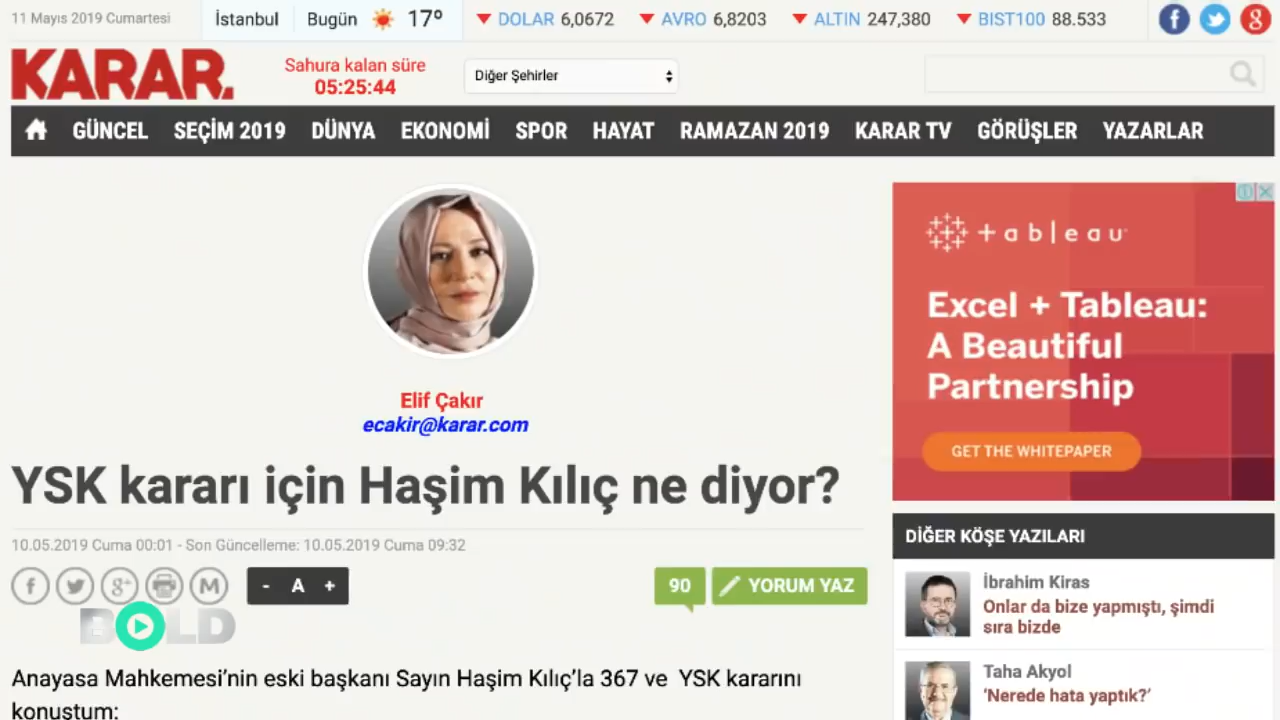 11 Mayıs 2019 Cumartesi
İstanbul
Bugün
17°
DOLAR 6,0672
AVRO 6,8203
ALTIN 247,380
BIST100 88.533
KARAR.
Sahura kalan süre
05:25:44
Diğer Şehirler
GÜNCEL
SEÇİM 2019
DÜNYA
EKONOMİ
SPOR
HAYAT
RAMAZAN 2019
KARAR TV
GÖRÜŞLER
YAZARLAR
Elif Çakır
ecakir@karar.com
YSK kararı için Haşim Kılıç ne diyor?
10.05.2019 Cuma 00:01 - Son Güncelleme: 10.05.2019 Cuma 09:32
- A +
90
YORUM YAZ
BOLD
Anayasa Mahkemesi’nin eski başkanı Sayın Haşim Kılıç’la 367 ve YSK kararını
konuştum:
+ a b l e a u
Excel + Tableau:
A Beautiful
Partnership
GET THE WHITEPAPER
DİĞER KÖŞE YAZILARI
İbrahim Kiras
Onlar da bize yapmıştı, şimdi
sıra bizde
Taha Akyol
‘Nerede hata yaptık?’